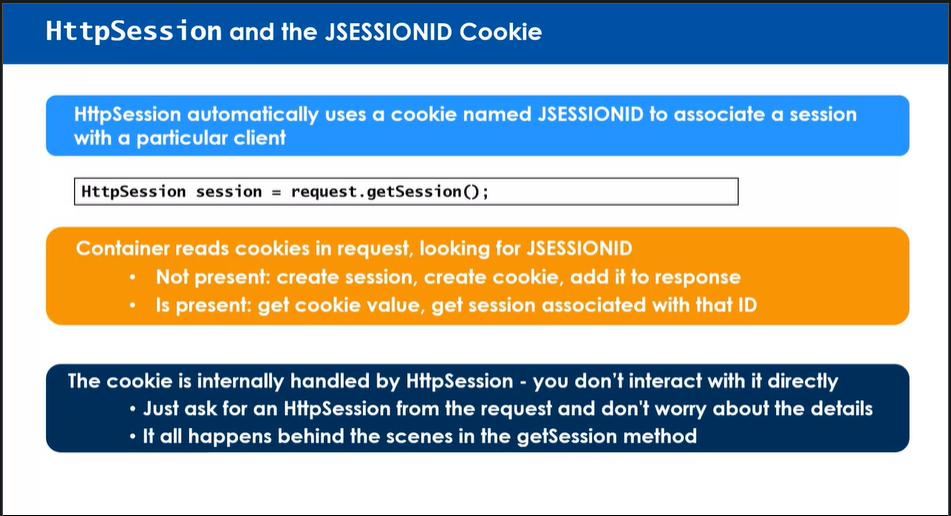 HttpSession and the JSESSIONID Cookie
HttpSession automatically uses a cookie named JSESSIONID to associate a session
with a particular client
HttpSession session = request.getSession();
Container reads cookies in request, looking for JSESSIONID
• Not present: create session, create cookie, add it to response
• Is present: get cookie value, get session associated with that ID
The cookie is internally handled by HttpSession - you don't interact with it directly
• Just ask for an HttpSession from the request and don't worry about the details
• It all happens behind the scenes in the getSession method